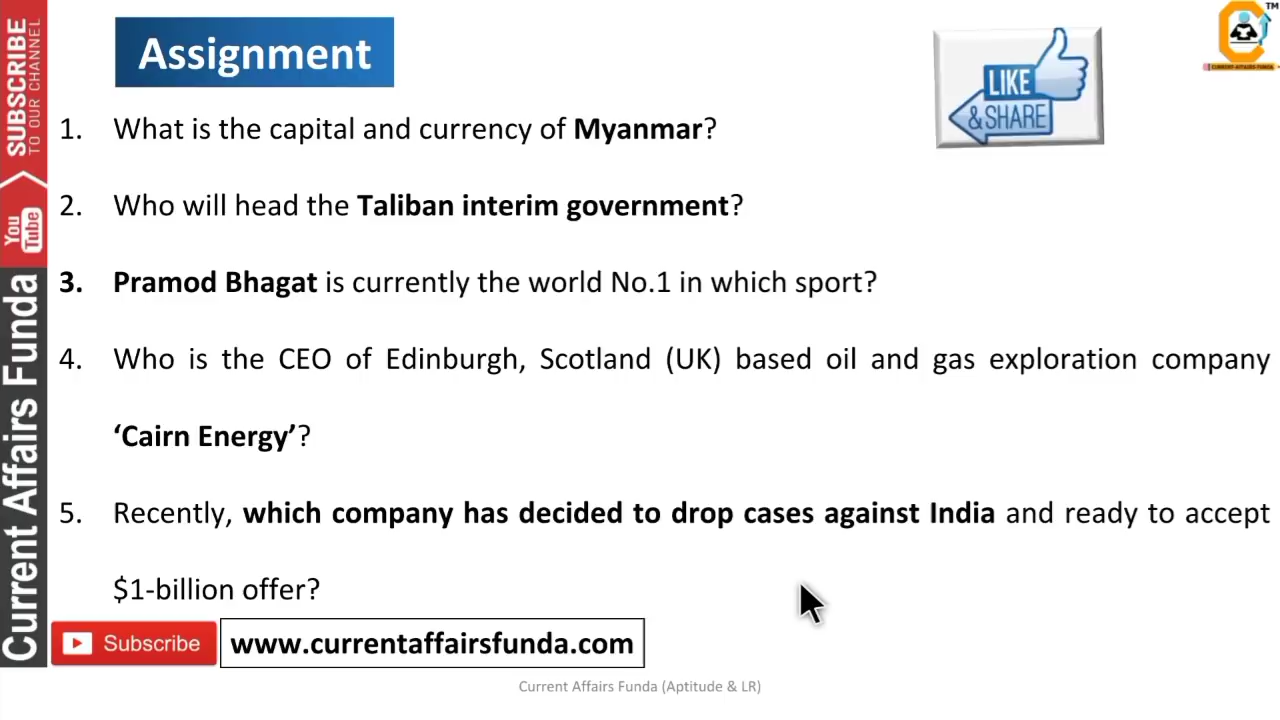 Assignment
LIKE
& SHARE
TM
CURRENT AFFAIRS FUNDA
SUBSCRIBE
TO OUR CHANNEL
You
Tube
Current Affairs Funda
1. What is the capital and currency of Myanmar?
2. Who will head the Taliban interim government?
3. Pramod Bhagat is currently the world No.1 in which sport?
4. Who is the CEO of Edinburgh, Scotland (UK) based oil and gas exploration company
‘Cairn Energy’?
5. Recently, which company has decided to drop cases against India and ready to accept
$1-billion offer?
Subscribe
www.currentaffairsfunda.com
Current Affairs Funda (Aptitude & LR)